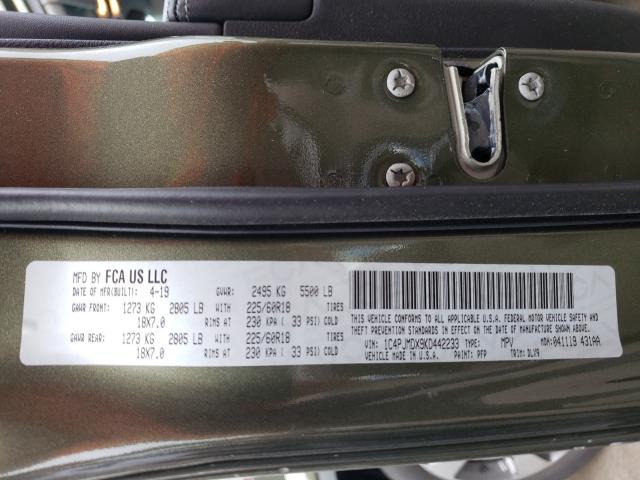 MFD BY FCA US LLC
DATE OF MFR(BUILT): 4-19 GVWR: 2495 KG 5500 LB
GAWR FRONT: 1273 KG 2805 LB WITH 225/60R18 TIRES
18X7.0 RIMS AT 230 KPA ( 33 PSI) COLD
GAWR REAR: 1273 KG 2805 LB WITH 225/60R18 TIRES
18X7.0 RIMS AT 230 KPA ( 33 PSI) COLD
THIS VEHICLE CONFORMS TO ALL APPLICABLE U.S.A. FEDERAL MOTOR VEHICLE SAFETY AND
THEFT PREVENTION STANDARDS IN EFFECT ON THE DATE OF MANUFACTURE SHOWN ABOVE.
VIN: 1C4PJMDX9KD442233 TYPE: MPV MDH: 041119 431AA
VEHICLE MADE IN U.S.A. PAINT: PFP TRIM: DLX9